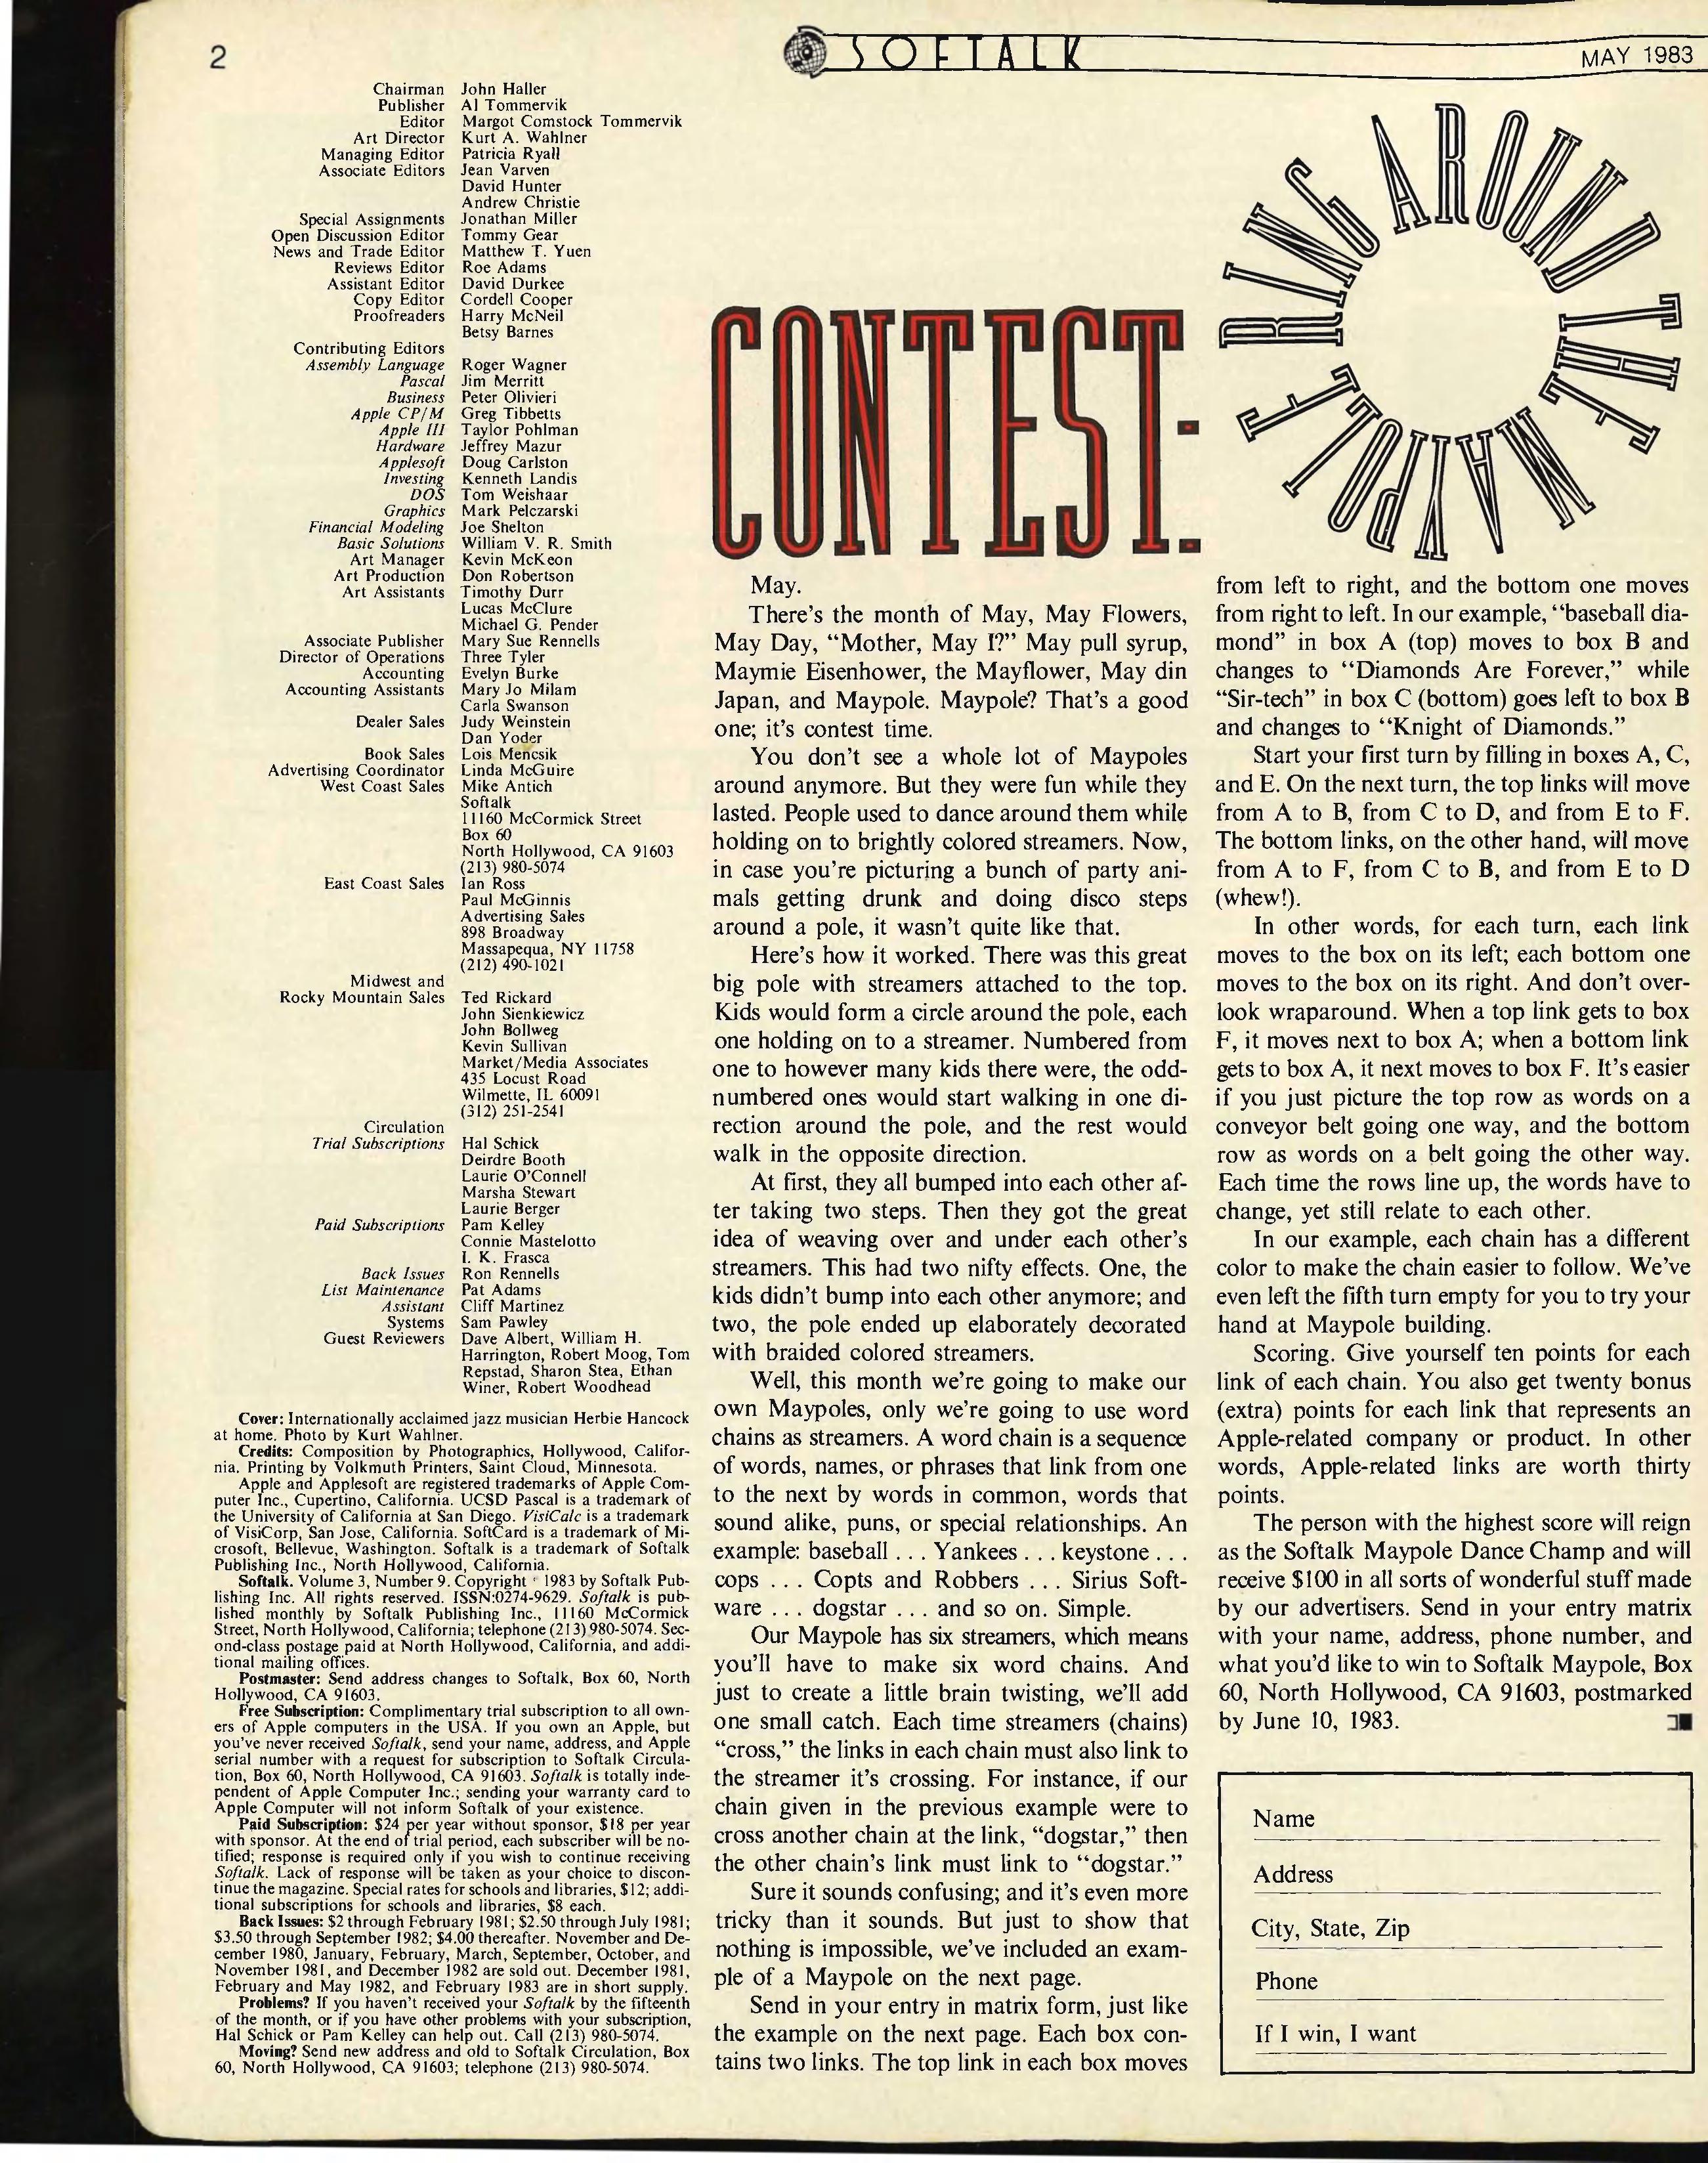 2
SOFTALK
MAY 1983
Chairman John Haller
Publisher Al Tommervik
Editor Margot Comstock Tommervik
Art Director Kurt A. Wahlner
Managing Editor Patricia Ryall
Associate Editors Jean Varven
David Hunter
Andrew Christie
Special Assignments Jonathan Miller
Open Discussion Editor Tommy Gear
News and Trade Editor Matthew T. Yuen
Reviews Editor Roe Adams
Assistant Editor David Durkee
Copy Editor Cordell Cooper
Proofreaders Harry McNeil
Betsy Barnes
Contributing Editors
Assembly Language Roger Wagner
Pascal Jim Merritt
Business Peter Olivieri
Apple CP/M Greg Tibbetts
Apple III Taylor Pohlman
Hardware Jeffrey Mazur
Applesoft Doug Carlston
Investing Kenneth Landis
DOS Tom Weishaar
Graphics Mark Pelczarski
Financial Modeling Joe Shelton
Basic Solutions William V. R. Smith
Art Manager Kevin McKeon
Art Production Don Robertson
Art Assistants Timothy Durr
Lucas McClure
Michael G. Pender
Associate Publisher Mary Sue Rennells
Director of Operations Three Tyler
Accounting Evelyn Burke
Accounting Assistants Mary Jo Milam
Carla Swanson
Dealer Sales Judy Weinstein
Dan Yoder
Book Sales Lois Mencsik
Advertising Coordinator Linda McGuire
West Coast Sales Mike Antich
Softalk
11160 McCormick Street
Box 60
North Hollywood, CA 91603
(213) 980-5074
East Coast Sales Ian Ross
Paul McGinnis
Advertising Sales
898 Broadway
Massapequa, NY 11758
(212) 490-1021
Midwest and
Rocky Mountain Sales Ted Rickard
John Sienkiewicz
John Bollweg
Kevin Sullivan
Market/Media Associates
435 Locust Road
Wilmette, IL 60091
(312) 251-2541
Circulation
Trial Subscriptions Hal Schick
Deirdre Booth
Laurie O'Connell
Marsha Stewart
Laurie Berger
Paid Subscriptions Pam Kelley
Connie Mastelotto
I. K. Frasca
Back Issues Ron Rennells
List Maintenance Pat Adams
Assistant Cliff Martinez
Systems Sam Pawley
Guest Reviewers Dave Albert, William H.
Harrington, Robert Moog, Tom
Repstad, Sharon Stea, Ethan
Winer, Robert Woodhead
Cover: Internationally acclaimed jazz musician Herbie Hancock
at home. Photo by Kurt Wahlner.
Credits: Composition by Photographics, Hollywood, Califor-
nia. Printing by Volkmuth Printers, Saint Cloud, Minnesota.
Apple and Applesoft are registered trademarks of Apple Com-
puter Inc., Cupertino, California. UCSD Pascal is a trademark of
the University of California at San Diego. VisiCalc is a trademark
of VisiCorp, San Jose, California. SoftCard is a trademark of Mi-
crosoft, Bellevue, Washington. Softalk is a trademark of Softalk
Publishing Inc., North Hollywood, California.
Softalk. Volume 3, Number 9. Copyright 1983 by Softalk Pub-
lishing Inc. All rights reserved. ISSN:0274-9629. Softalk is pub-
lished monthly by Softalk Publishing Inc., 11160 McCormick
Street, North Hollywood, California; telephone (213) 980-5074. Sec-
ond-class postage paid at North Hollywood, California, and addi-
tional mailing offices.
Postmaster: Send address changes to Softalk, Box 60, North
Hollywood, CA 91603.
Free Subscription: Complimentary trial subscription to all own-
ers of Apple computers in the USA. If you own an Apple, but
you've never received Softalk, send your name, address, and Apple
serial number with a request for subscription to Softalk Circula-
tion, Box 60, North Hollywood, CA 91603. Softalk is totally inde-
pendent of Apple Computer Inc.; sending your warranty card to
Apple Computer will not inform Softalk of your existence.
Paid Subscription: $24 per year without sponsor, $18 per year
with sponsor. At the end of trial period, each subscriber will be no-
tified; response is required only if you wish to continue receiving
Softalk. Lack of response will be taken as your choice to discon-
tinue the magazine. Special rates for schools and libraries, $12; addi-
tional subscriptions for schools and libraries, $8 each.
Back Issues: $2 through February 1981; $2.50 through July 1981;
$3.50 through September 1982; $4.00 thereafter. November and De-
cember 1980, January, February, March, September, October, and
November 1981, and December 1982 are sold out. December 1981,
February and May 1982, and February 1983 are in short supply.
Problems? If you haven't received your Softalk by the fifteenth
of the month, or if you have other problems with your subscription,
Hal Schick or Pam Kelley can help out. Call (213) 980-5074.
Moving? Send new address and old to Softalk Circulation, Box
60, North Hollywood, CA 91603; telephone (213) 980-5074.
CONTEST:
RING AROUND THE MAYPOLE
May.
There's the month of May, May Flowers,
May Day, "Mother, May I?" May pull syrup,
Maymie Eisenhower, the Mayflower, May din
Japan, and Maypole. Maypole? That's a good
one; it's contest time.
You don't see a whole lot of Maypoles
around anymore. But they were fun while they
lasted. People used to dance around them while
holding on to brightly colored streamers. Now,
in case you're picturing a bunch of party ani-
mals getting drunk and doing disco steps
around a pole, it wasn't quite like that.
Here's how it worked. There was this great
big pole with streamers attached to the top.
Kids would form a circle around the pole, each
one holding on to a streamer. Numbered from
one to however many kids there were, the odd-
numbered ones would start walking in one di-
rection around the pole, and the rest would
walk in the opposite direction.
At first, they all bumped into each other af-
ter taking two steps. Then they got the great
idea of weaving over and under each other's
streamers. This had two nifty effects. One, the
kids didn't bump into each other anymore; and
two, the pole ended up elaborately decorated
with braided colored streamers.
Well, this month we're going to make our
own Maypoles, only we're going to use word
chains as streamers. A word chain is a sequence
of words, names, or phrases that link from one
to the next by words in common, words that
sound alike, puns, or special relationships. An
example: baseball . . . Yankees . . . keystone . . .
cops . . . Copts and Robbers . . . Sirius Soft-
ware . . . dogstar . . . and so on. Simple.
Our Maypole has six streamers, which means
you'll have to make six word chains. And
just to create a little brain twisting, we'll add
one small catch. Each time streamers (chains)
"cross," the links in each chain must also link to
the streamer it's crossing. For instance, if our
chain given in the previous example were to
cross another chain at the link, "dogstar," then
the other chain's link must link to "dogstar."
Sure it sounds confusing; and it's even more
tricky than it sounds. But just to show that
nothing is impossible, we've included an exam-
ple of a Maypole on the next page.
Send in your entry in matrix form, just like
the example on the next page. Each box con-
tains two links. The top link in each box moves
from left to right, and the bottom one moves
from right to left. In our example, "baseball dia-
mond" in box A (top) moves to box B and
changes to "Diamonds Are Forever," while
"Sir-tech" in box C (bottom) goes left to box B
and changes to "Knight of Diamonds."
Start your first turn by filling in boxes A, C,
and E. On the next turn, the top links will move
from A to B, from C to D, and from E to F.
The bottom links, on the other hand, will move
from A to F, from C to B, and from E to D
(whew!).
In other words, for each turn, each link
moves to the box on its left; each bottom one
moves to the box on its right. And don't over-
look wraparound. When a top link gets to box
F, it moves next to box A; when a bottom link
gets to box A, it next moves to box F. It's easier
if you just picture the top row as words on a
conveyor belt going one way, and the bottom
row as words on a belt going the other way.
Each time the rows line up, the words have to
change, yet still relate to each other.
In our example, each chain has a different
color to make the chain easier to follow. We've
even left the fifth turn empty for you to try your
hand at Maypole building.
Scoring. Give yourself ten points for each
link of each chain. You also get twenty bonus
(extra) points for each link that represents an
Apple-related company or product. In other
words, Apple-related links are worth thirty
points.
The person with the highest score will reign
as the Softalk Maypole Dance Champ and will
receive $100 in all sorts of wonderful stuff made
by our advertisers. Send in your entry matrix
with your name, address, phone number, and
what you'd like to win to Softalk Maypole, Box
60, North Hollywood, CA 91603, postmarked
by June 10, 1983.
Name
Address
City, State, Zip
Phone
If I win, I want